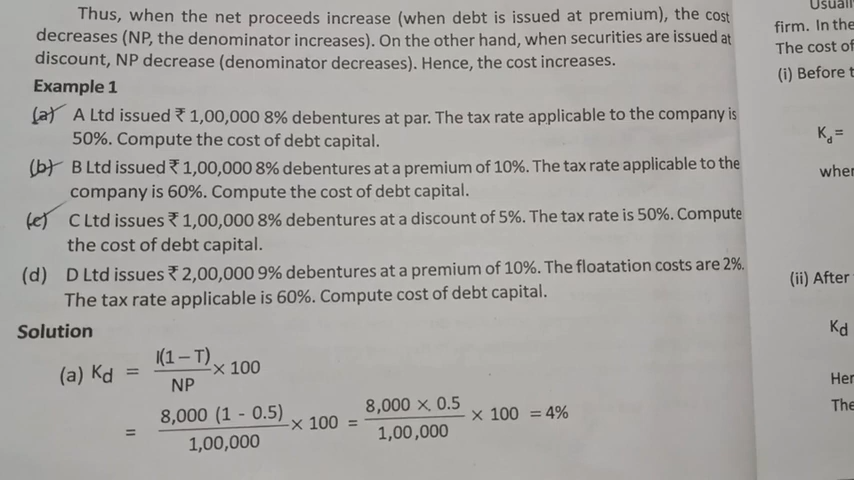 Thus, when the net proceeds increase (when debt is issued at premium), the cost
decreases (NP, the denominator increases). On the other hand, when securities are issued at
discount, NP decrease (denominator decreases). Hence, the cost increases.
Example 1
(a) A Ltd issued ₹ 1,00,000 8% debentures at par. The tax rate applicable to the company is
50%. Compute the cost of debt capital.
(b) B Ltd issued ₹ 1,00,000 8% debentures at a premium of 10%. The tax rate applicable to the
company is 60%. Compute the cost of debt capital.
(c) C Ltd issues ₹ 1,00,000 8% debentures at a discount of 5%. The tax rate is 50%. Compute
the cost of debt capital.
(d) D Ltd issues ₹ 2,00,000 9% debentures at a premium of 10%. The floatation costs are 2%.
The tax rate applicable is 60%. Compute cost of debt capital.
Solution
(a) Kd = I(1 – T) / NP × 100
= 8,000 (1 - 0.5) / 1,00,000 × 100 = 8,000 × 0.5 / 1,00,000 × 100 = 4%
firm. In the
The cost of
(i) Before
Kd =
(ii) After
Kd